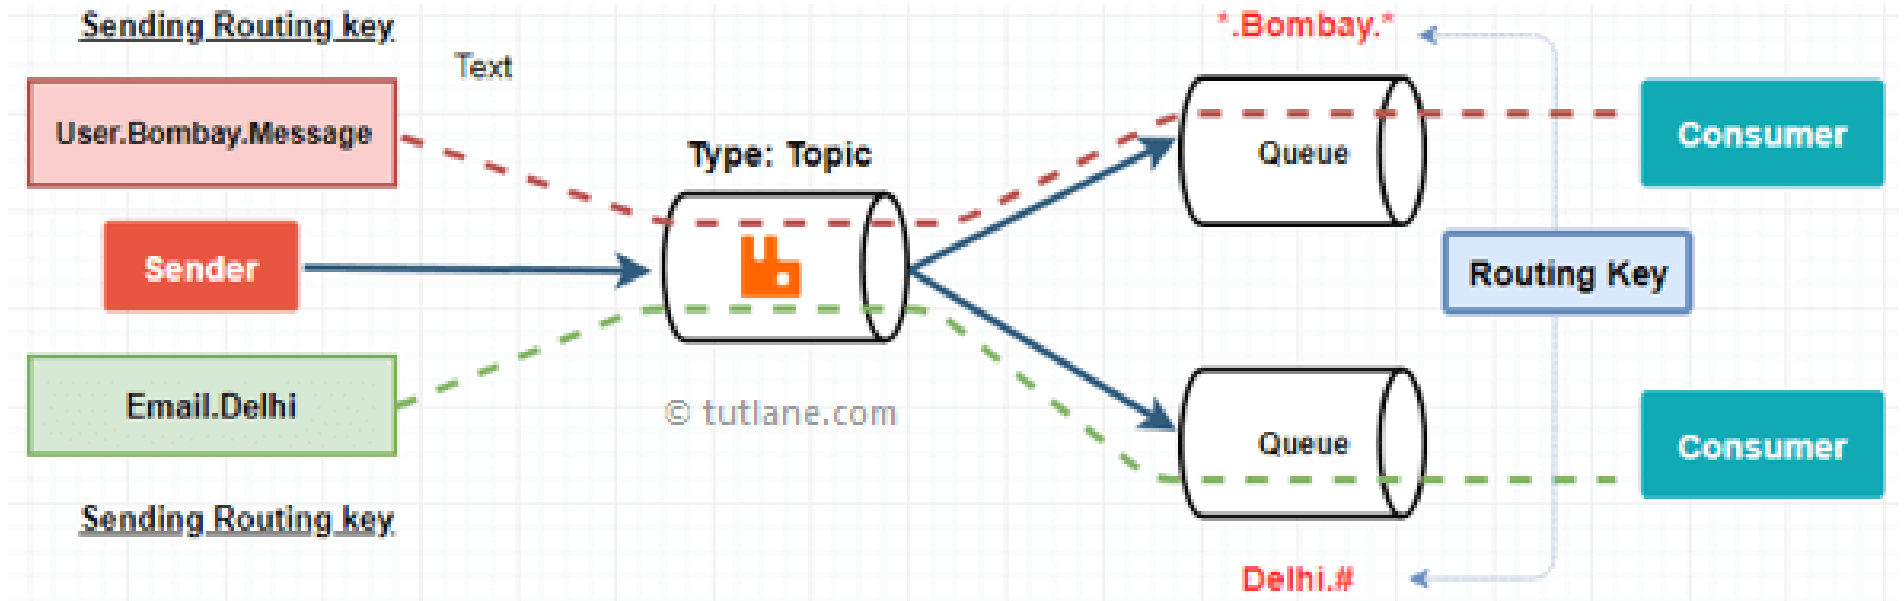 Sending Routing key
Text
*.Bombay.*
User.Bombay.Message
Type: Topic
Queue
Consumer
Sender
Routing Key
Email.Delhi
© tutlane.com
Queue
Consumer
Sending Routing key
Delhi.#